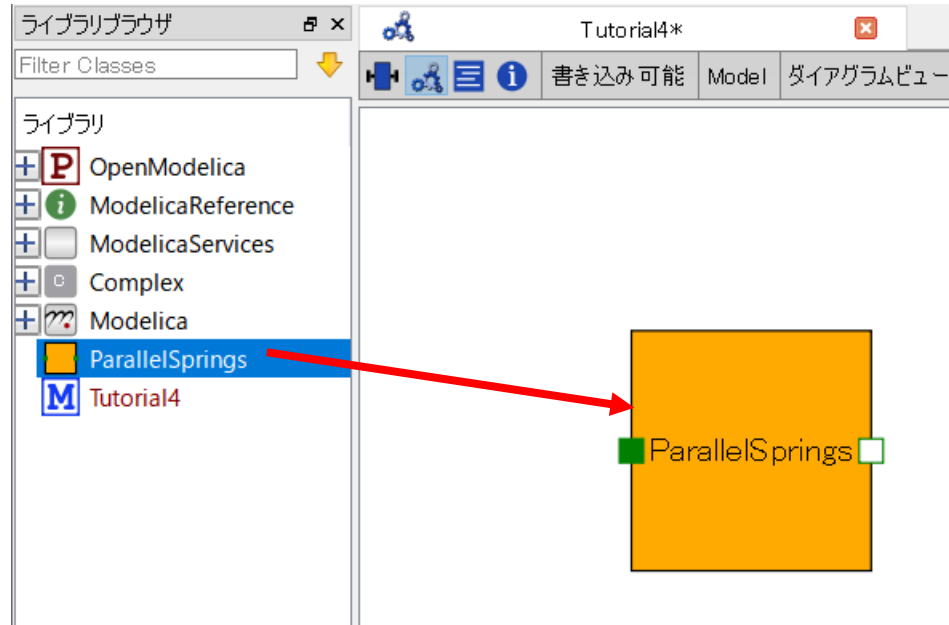 ライブラリブラウザ
Filter Classes
ライブラリ
P OpenModelica
i ModelicaReference
ModelicaServices
C Complex
m Modelica
ParallelSprings
M Tutorial4
Tutorial4*
i 書き込み可能 Model ダイアグラムビュー
ParallelSprings